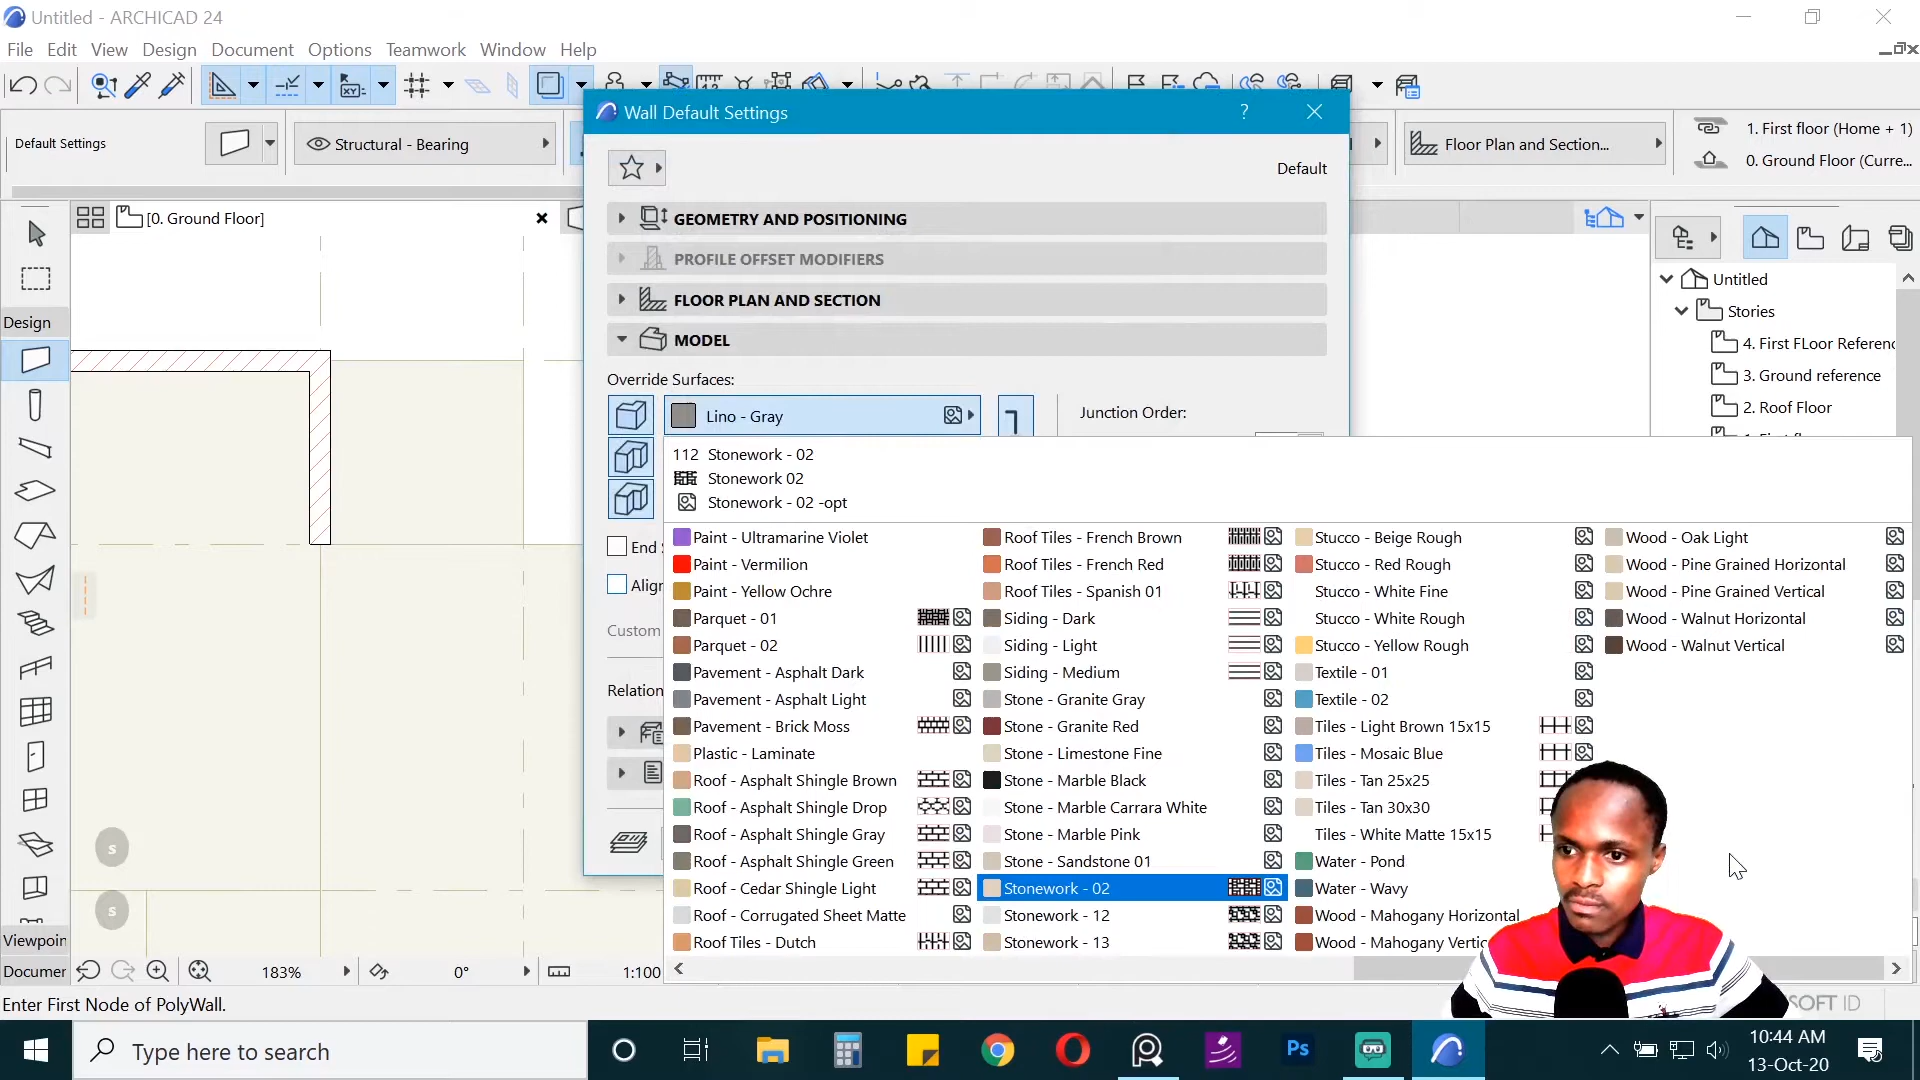 Untitled - ARCHICAD 24
File Edit View Design Document Options Teamwork Window Help
Wall Default Settings
?
Default Settings
Structural - Bearing
Floor Plan and Section...
1. First floor (Home + 1)
0. Ground Floor (Curre...
Default
[0. Ground Floor]
GEOMETRY AND POSITIONING
PROFILE OFFSET MODIFIERS
FLOOR PLAN AND SECTION
MODEL
Override Surfaces:
Lino - Gray
Junction Order:
Untitled
Stories
4. First FLoor Referenc
3. Ground reference
2. Roof Floor
Design
112 Stonework - 02
Stonework 02
Stonework - 02 -opt
End
Align
Custom
Relation
Paint - Ultramarine Violet
Paint - Vermilion
Paint - Yellow Ochre
Parquet - 01
Parquet - 02
Pavement - Asphalt Dark
Pavement - Asphalt Light
Pavement - Brick Moss
Plastic - Laminate
Roof - Asphalt Shingle Brown
Roof - Asphalt Shingle Drop
Roof - Asphalt Shingle Gray
Roof - Asphalt Shingle Green
Roof - Cedar Shingle Light
Roof - Corrugated Sheet Matte
Roof Tiles - Dutch
Roof Tiles - French Brown
Roof Tiles - French Red
Roof Tiles - Spanish 01
Siding - Dark
Siding - Light
Siding - Medium
Stone - Granite Gray
Stone - Granite Red
Stone - Limestone Fine
Stone - Marble Black
Stone - Marble Carrara White
Stone - Marble Pink
Stone - Sandstone 01
Stonework - 02
Stonework - 12
Stonework - 13
Stucco - Beige Rough
Stucco - Red Rough
Stucco - White Fine
Stucco - White Rough
Stucco - Yellow Rough
Textile - 01
Textile - 02
Tiles - Light Brown 15x15
Tiles - Mosaic Blue
Tiles - Tan 25x25
Tiles - Tan 30x30
Tiles - White Matte 15x15
Water - Pond
Water - Wavy
Wood - Mahogany Horizontal
Wood - Mahogany Vertic
Wood - Oak Light
Wood - Pine Grained Horizontal
Wood - Pine Grained Vertical
Wood - Walnut Horizontal
Wood - Walnut Vertical
S
S
Viewpoin
Documer
183%
0°
1:100
Enter First Node of PolyWall.
SOFT ID
Type here to search
Ps
10:44 AM
13-Oct-20